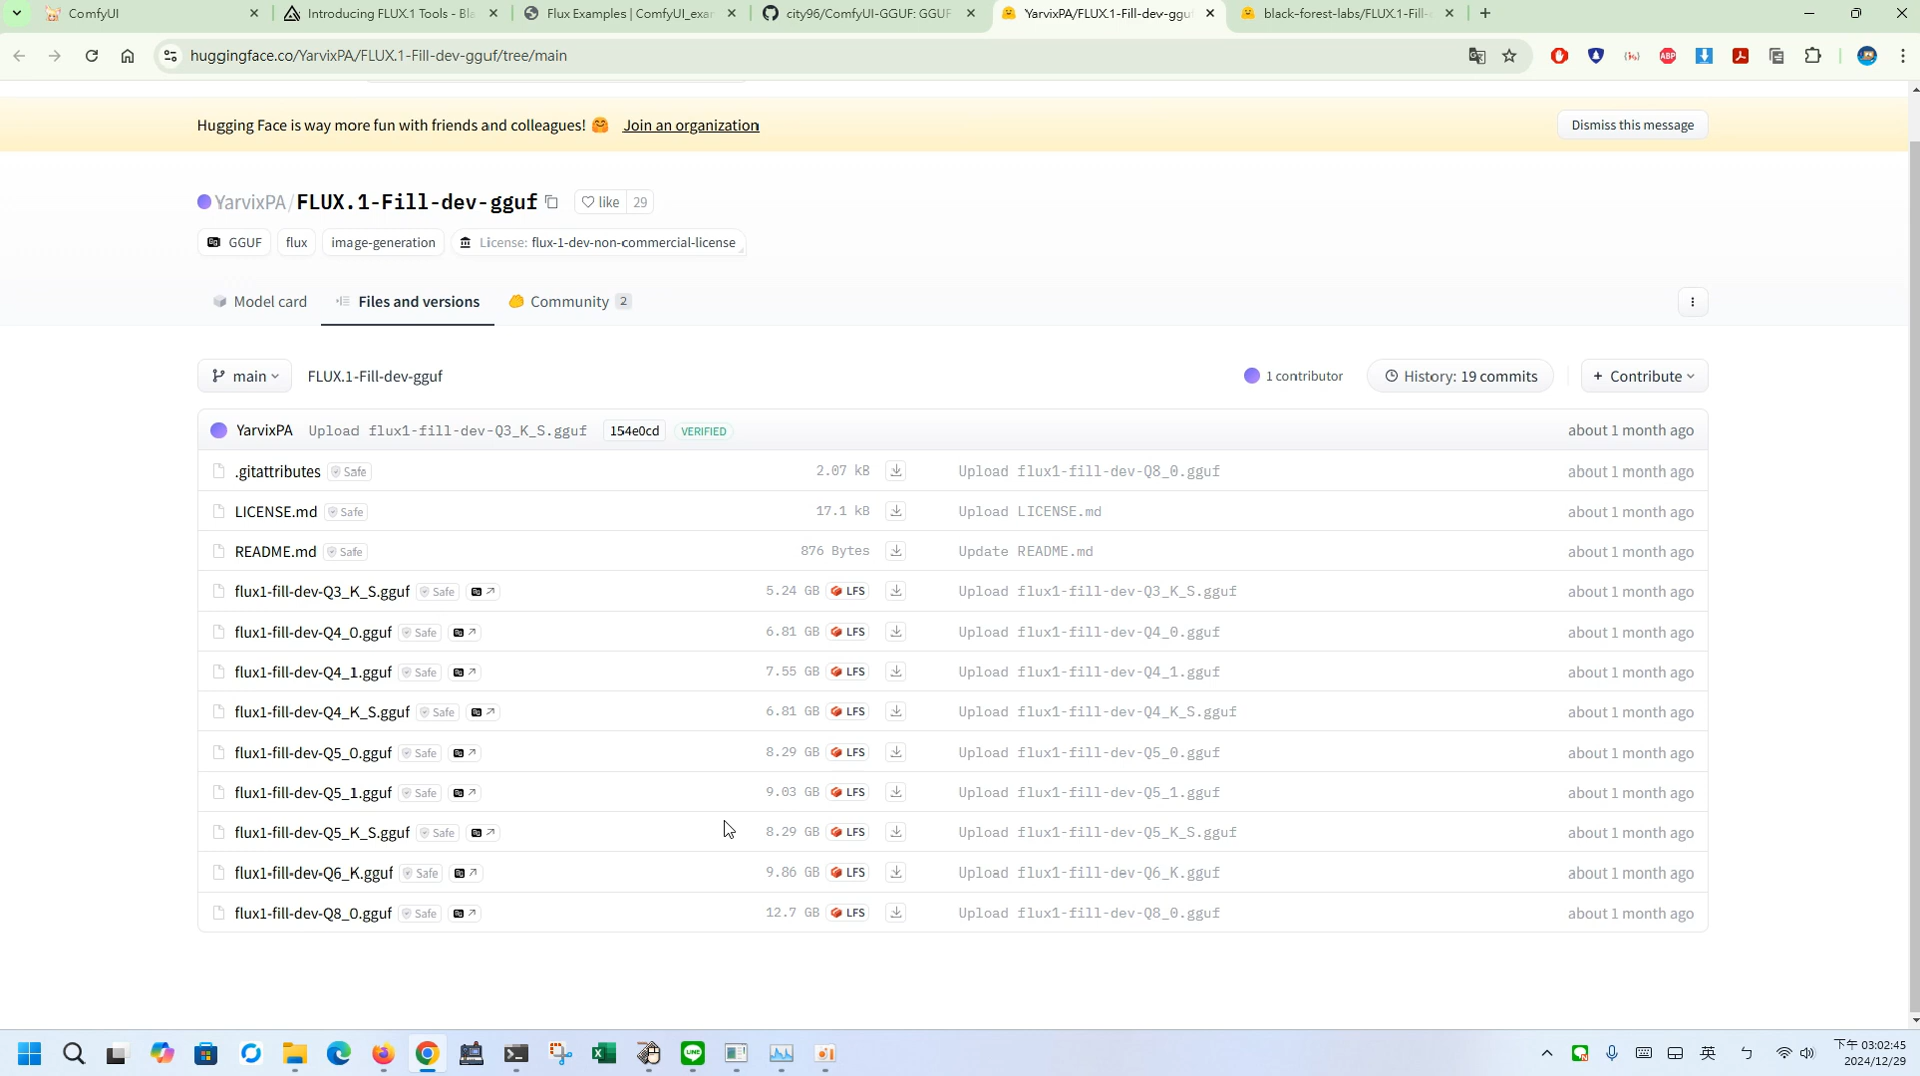 ComfyUI
Introducing FLUX.1 Tools - Bl
Flux Examples | ComfyUI_exam
city96/ComfyUI-GGUF: GGUF
YarvixPA/FLUX.1-Fill-dev-gguf
black-forest-labs/FLUX.1-Fill-
huggingface.co/YarvixPA/FLUX.1-Fill-dev-gguf/tree/main
ABP
Hugging Face is way more fun with friends and colleagues! 🤗 Join an organization
Dismiss this message
YarvixPA/FLUX.1-Fill-dev-gguf
like 29
GGUF flux image-generation License: flux-1-dev-non-commercial-license
Model card Files and versions Community 2
main FLUX.1-Fill-dev-gguf 1 contributor History: 19 commits + Contribute
YarvixPA Upload flux1-fill-dev-Q3_K_S.gguf 154e0cd VERIFIED about 1 month ago
.gitattributes Safe 2.07 kB Upload flux1-fill-dev-Q8_0.gguf about 1 month ago
LICENSE.md Safe 17.1 kB Upload LICENSE.md about 1 month ago
README.md Safe 876 Bytes Update README.md about 1 month ago
flux1-fill-dev-Q3_K_S.gguf Safe 5.24 GB LFS Upload flux1-fill-dev-Q3_K_S.gguf about 1 month ago
flux1-fill-dev-Q4_0.gguf Safe 6.81 GB LFS Upload flux1-fill-dev-Q4_0.gguf about 1 month ago
flux1-fill-dev-Q4_1.gguf Safe 7.55 GB LFS Upload flux1-fill-dev-Q4_1.gguf about 1 month ago
flux1-fill-dev-Q4_K_S.gguf Safe 6.81 GB LFS Upload flux1-fill-dev-Q4_K_S.gguf about 1 month ago
flux1-fill-dev-Q5_0.gguf Safe 8.29 GB LFS Upload flux1-fill-dev-Q5_0.gguf about 1 month ago
flux1-fill-dev-Q5_1.gguf Safe 9.03 GB LFS Upload flux1-fill-dev-Q5_1.gguf about 1 month ago
flux1-fill-dev-Q5_K_S.gguf Safe 8.29 GB LFS Upload flux1-fill-dev-Q5_K_S.gguf about 1 month ago
flux1-fill-dev-Q6_K.gguf Safe 9.86 GB LFS Upload flux1-fill-dev-Q6_K.gguf about 1 month ago
flux1-fill-dev-Q8_0.gguf Safe 12.7 GB LFS Upload flux1-fill-dev-Q8_0.gguf about 1 month ago
英 ㄅ 下午 03:02:45
2024/12/29